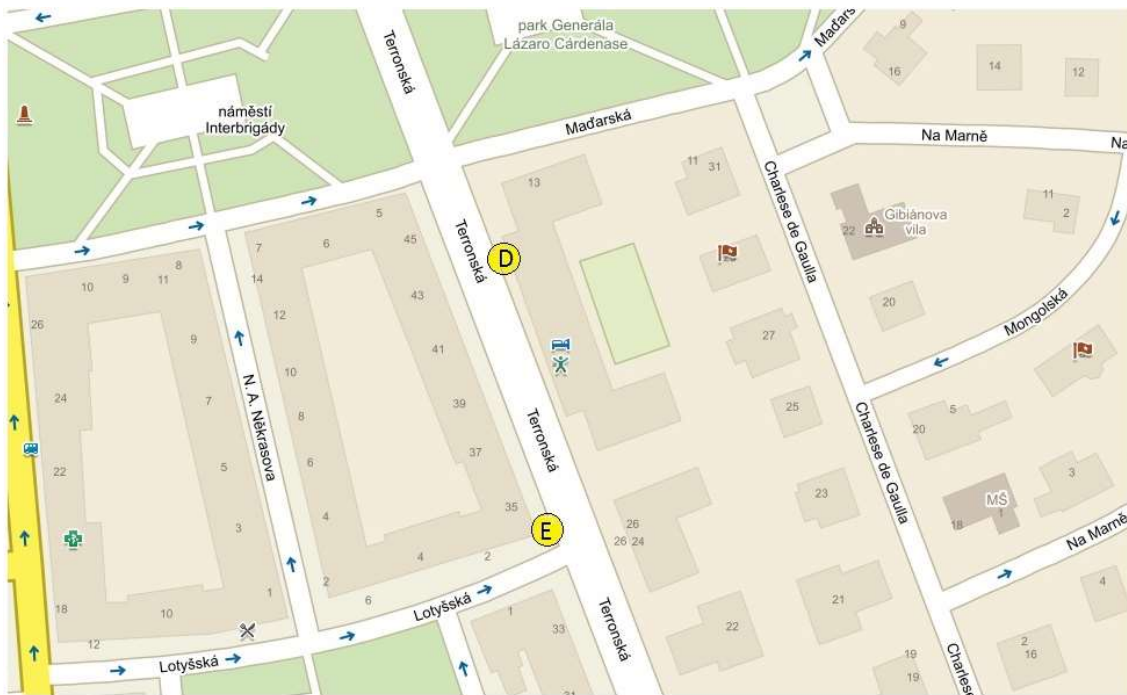 park Generála
Lázaro Cárdenase
Terronská
Maďarská
9
16
14
12
náměstí
Interbrigády
Maďarská
Na Marně
Na
13
11
31
Charlese de Gaulla
Gibiánova
vila
22
11
2
5
45
7
6
Terronská
D
8
10
9
11
14
43
20
Mongolská
26
12
9
41
27
24
10
7
39
25
5
20
N. A. Někrasova
8
Terronská
Charlese de Gaulla
37
22
5
6
3
35
23
MŠ
18
1
3
4
26
26
24
E
Na Marně
4
2
2
1
6
Lotyšská
18
10
12
1
33
Terronská
22
21
4
Lotyšská
2
16
19
19
31
Charlese